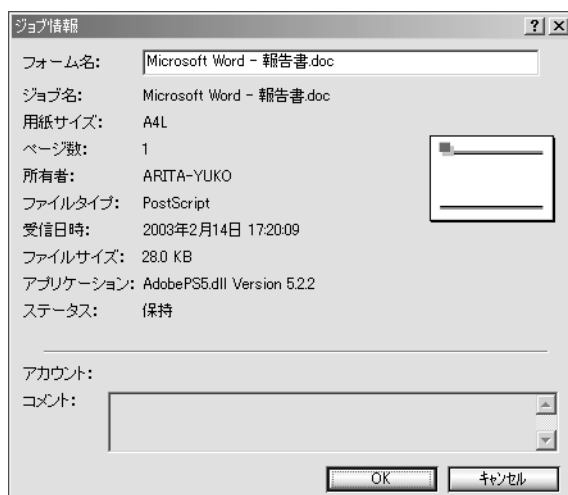 ジョブ情報
フォーム名: Microsoft Word - 報告書.doc
ジョブ名: Microsoft Word - 報告書.doc
用紙サイズ: A4L
ページ数: 1
所有者: ARITA-YUKO
ファイルタイプ: PostScript
受信日時: 2003年2月14日 17:20:09
ファイルサイズ: 28.0 KB
アプリケーション: AdobePS5.dll Version 5.2.2
ステータス: 保持
アカウント:
コメント:
OK キャンセル